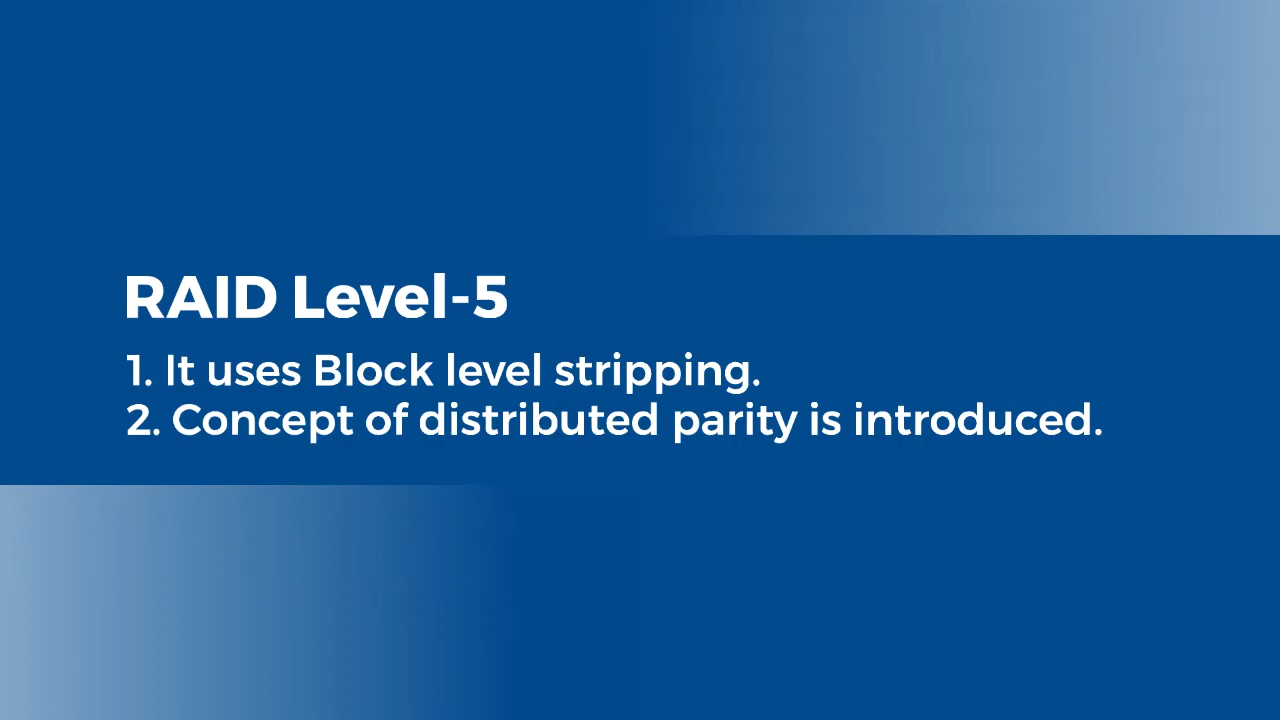 RAID Level-5
1. It uses Block level stripping.
2. Concept of distributed parity is introduced.